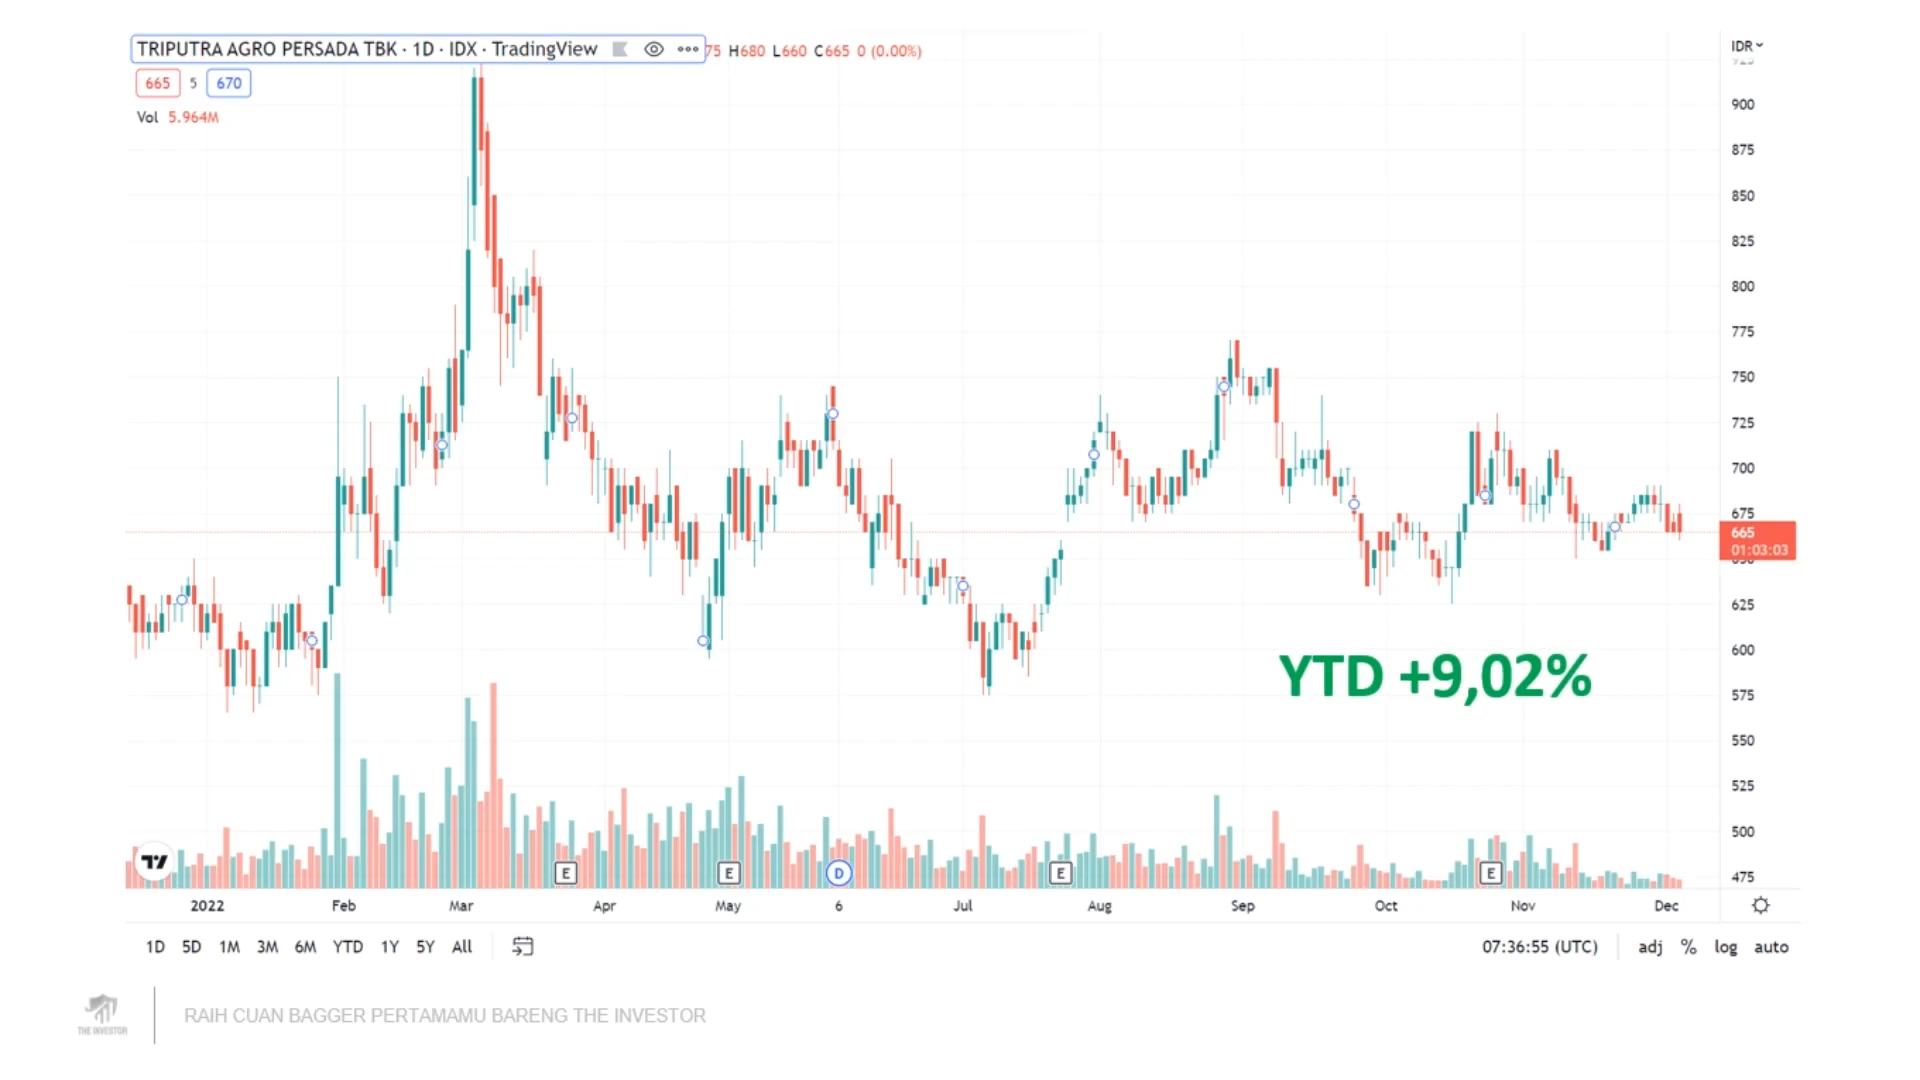 TRIPUTRA AGRO PERSADA TBK · 1D · IDX · TradingView 75 H680 L660 C665 0 (0.00%)
IDR
925
665 5 670
Vol 5.964M
900
875
850
825
800
775
750
725
700
675
665
01:03:03
625
600
YTD +9,02%
575
550
525
500
475
E E D E E
2022 Feb Mar Apr May 6 Jul Aug Sep Oct Nov Dec
1D 5D 1M 3M 6M YTD 1Y 5Y All 07:36:55 (UTC) adj % log auto
THE INVESTOR
RAIH CUAN BAGGER PERTAMAMU BARENG THE INVESTOR